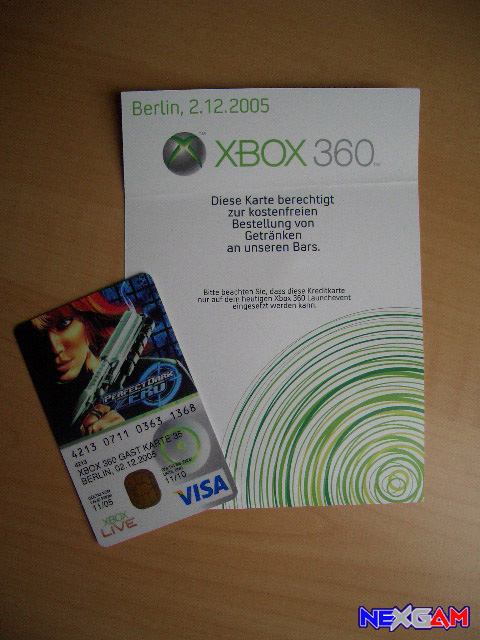 Berlin, 2.12.2005
XBOX 360
TM
Diese Karte berechtigt
zur kostenfreien
Bestellung von
Getränken
an unseren Bars.
Bitte beachten Sie, dass diese Kreditkarte
nur auf dem heutigen Xbox 360 Launchevent
eingesetzt werden kann.
PERFECT DARK
ZERO
4213 0711 0363 1368
4213
XBOX 360 GAST KARTE 35
BERLIN, 02.12.2005
11/05
11/10
VISA
XBOX
LIVE
NEXGAM